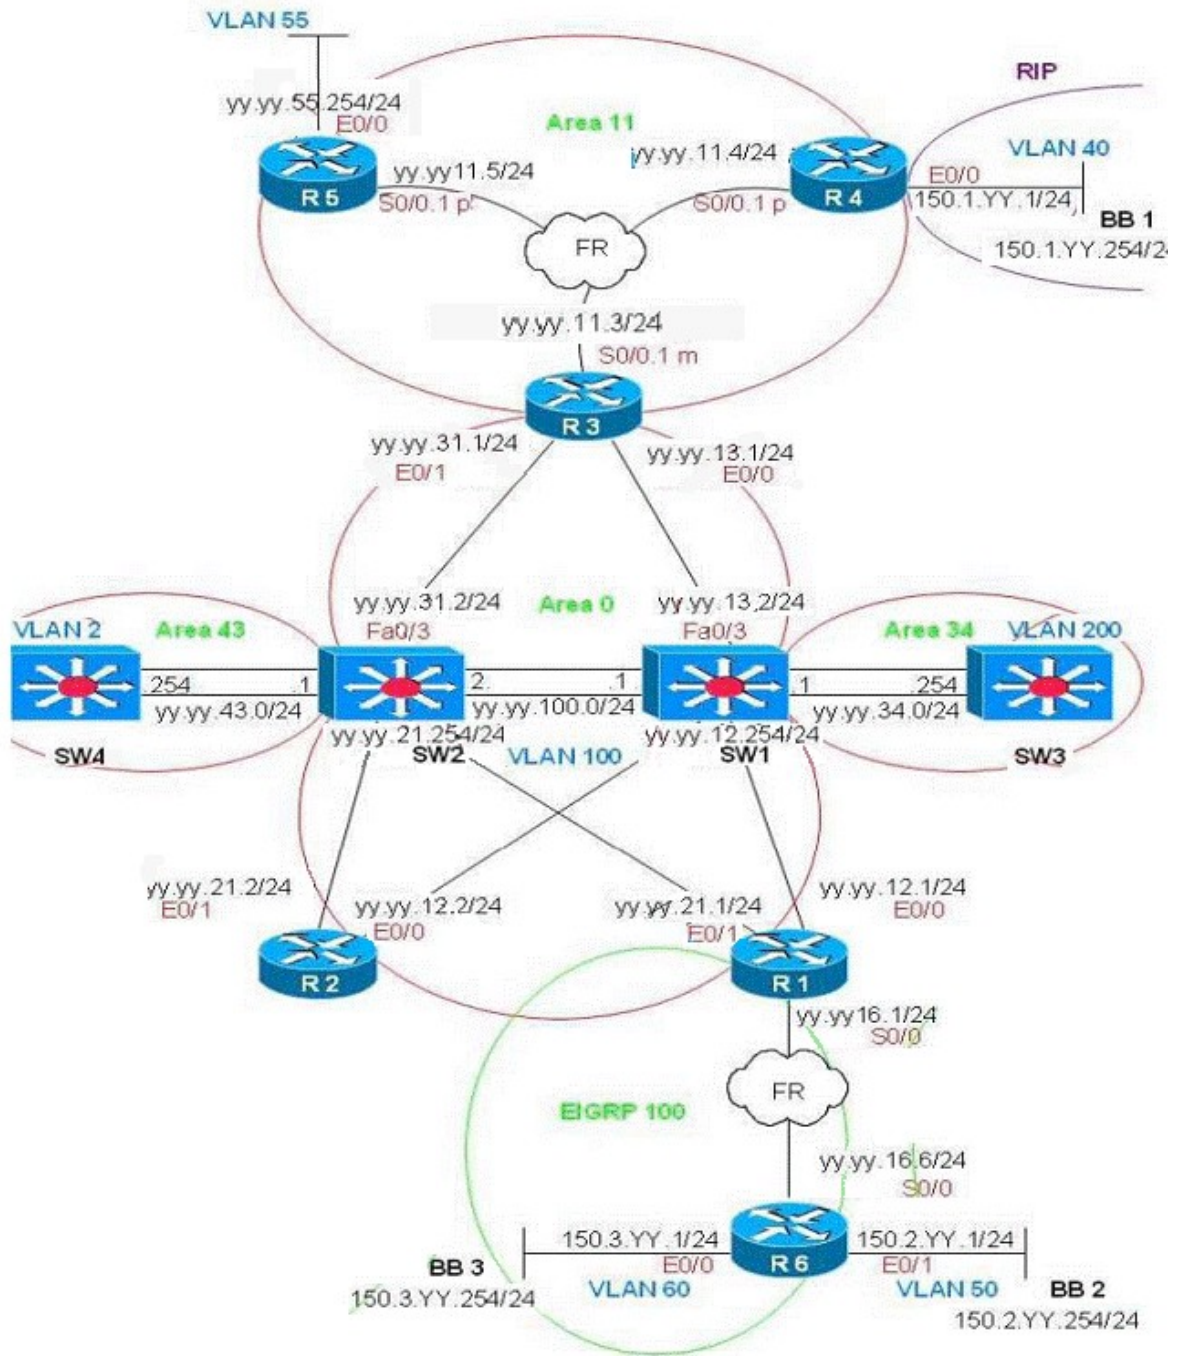 VLAN 55
RIP
yy.yy.55.254/24
E0/0
Area 11
yy.yy.11.4/24
VLAN 40
yy.yy11.5/24
E0/0
R 5
S0/0.1 p
S0/0.1 p
R 4
150.1.YY.1/24
BB 1
FR
150.1.YY.254/2
yy.yy.11.3/24
S0/0.1 m
R 3
yy.yy.31.1/24
yy.yy.13.1/24
E0/1
E0/0
yy.yy.31.2/24
Area 0
yy.yy.13.2/24
VLAN 2
Area 43
Fa0/3
Fa0/3
Area 34
VLAN 200
.254
.1
2.
.1
.1
.254
yy.yy.43.0/24
yy.yy.100.0/24
yy.yy.34.0/24
yy.yy.21.254/24
yy.yy.12.254/24
SW4
SW2
VLAN 100
SW1
SW3
yy.yy.21.2/24
yy.yy.12.1/24
E0/1
yy.yy.12.2/24
yy.yy.21.1/24
E0/0
E0/0
E0/1
R 2
R 1
yy.yy16.1/24
S0/0
FR
EIGRP 100
yy.yy.16.6/24
S0/0
150.3.YY.1/24
150.2.YY.1/24
BB 3
E0/0
R 6
E0/1
150.3.YY.254/24
VLAN 60
VLAN 50
BB 2
150.2.YY.254/24